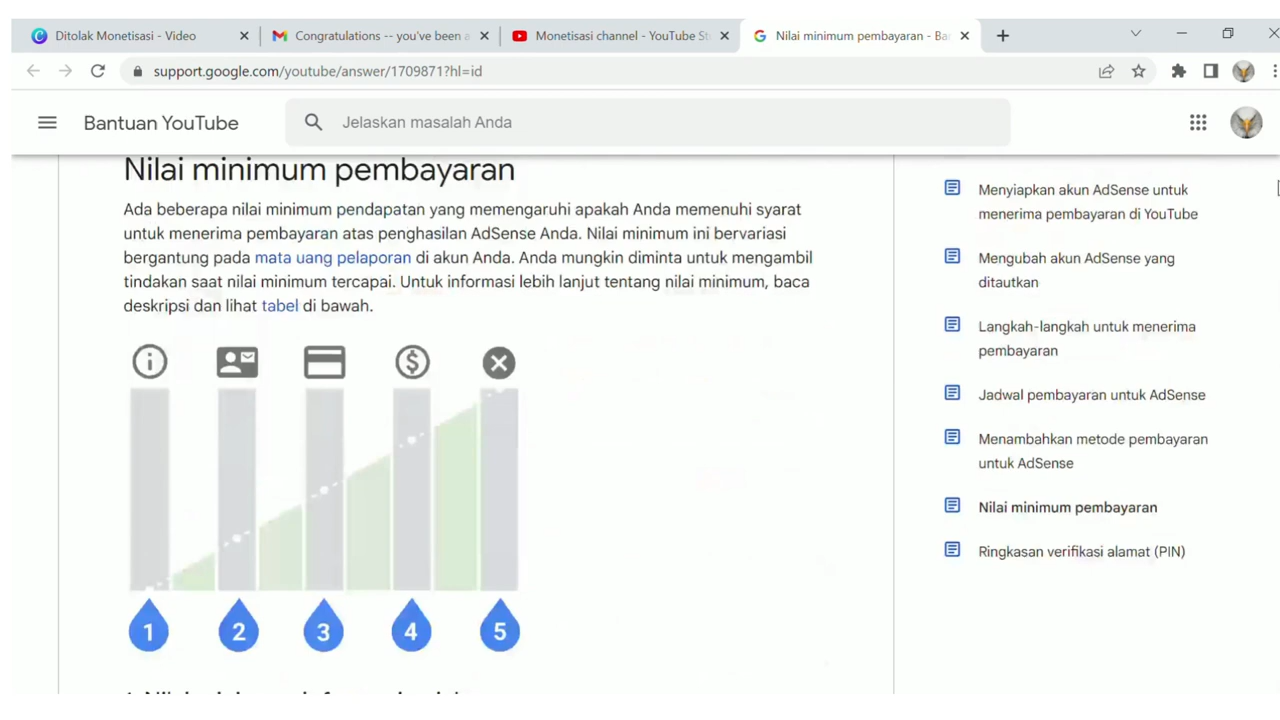 Ditolak Monetisasi - Video
Congratulations -- you've been a
Monetisasi channel - YouTube St
Nilai minimum pembayaran - Ba
support.google.com/youtube/answer/1709871?hl=id
Bantuan YouTube
Jelaskan masalah Anda
Nilai minimum pembayaran
Ada beberapa nilai minimum pendapatan yang memengaruhi apakah Anda memenuhi syarat
untuk menerima pembayaran atas penghasilan AdSense Anda. Nilai minimum ini bervariasi
bergantung pada mata uang pelaporan di akun Anda. Anda mungkin diminta untuk mengambil
tindakan saat nilai minimum tercapai. Untuk informasi lebih lanjut tentang nilai minimum, baca
deskripsi dan lihat tabel di bawah.
1 2 3 4 5
Menyiapkan akun AdSense untuk
menerima pembayaran di YouTube
Mengubah akun AdSense yang
ditautkan
Langkah-langkah untuk menerima
pembayaran
Jadwal pembayaran untuk AdSense
Menambahkan metode pembayaran
untuk AdSense
Nilai minimum pembayaran
Ringkasan verifikasi alamat (PIN)